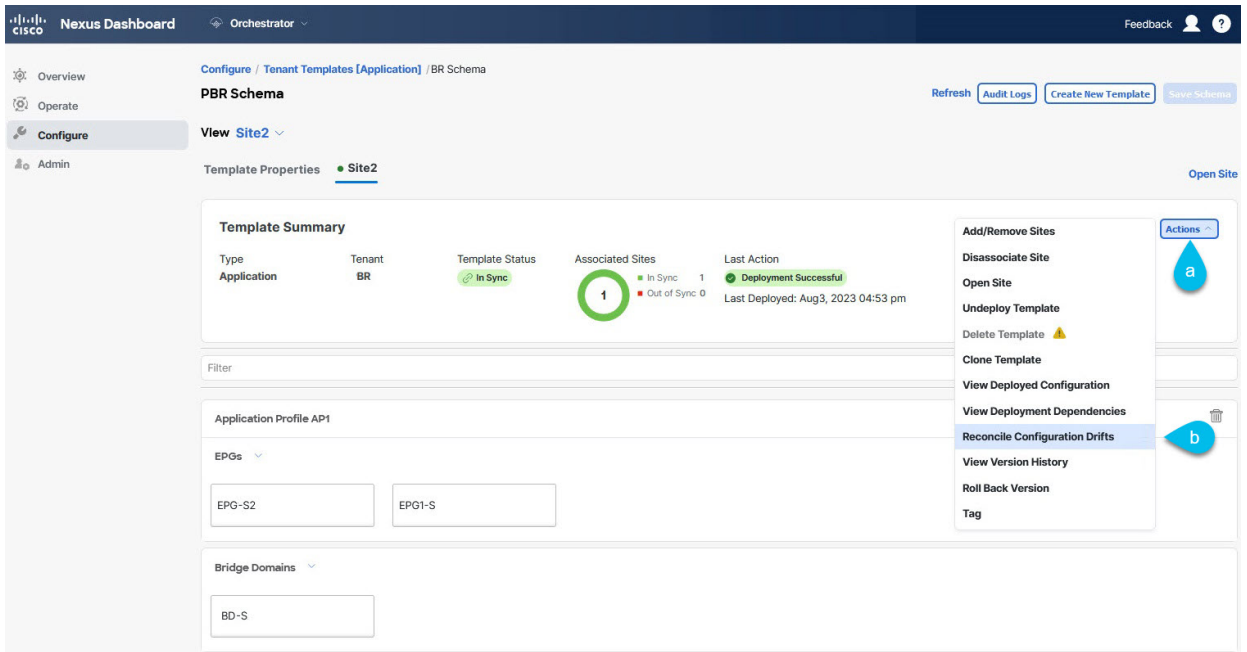 CISCO Nexus Dashboard Orchestrator Feedback ?
Overview
Operate
Configure
Admin
Configure / Tenant Templates [Application] /BR Schema
PBR Schema
Refresh Audit Logs Create New Template Save Schema
View Site2
Template Properties Site2
Open Site
Template Summary
Actions
a
Type Tenant Template Status Associated Sites Last Action
Application BR In Sync 1 In Sync 1 Deployment Successful
Out of Sync 0 Last Deployed: Aug3, 2023 04:53 pm
Add/Remove Sites
Disassociate Site
Open Site
Undeploy Template
Delete Template
Clone Template
View Deployed Configuration
View Deployment Dependencies
Reconcile Configuration Drifts
b
View Version History
Roll Back Version
Tag
Filter
Application Profile AP1
EPGs
EPG-S2 EPG1-S
Bridge Domains
BD-S